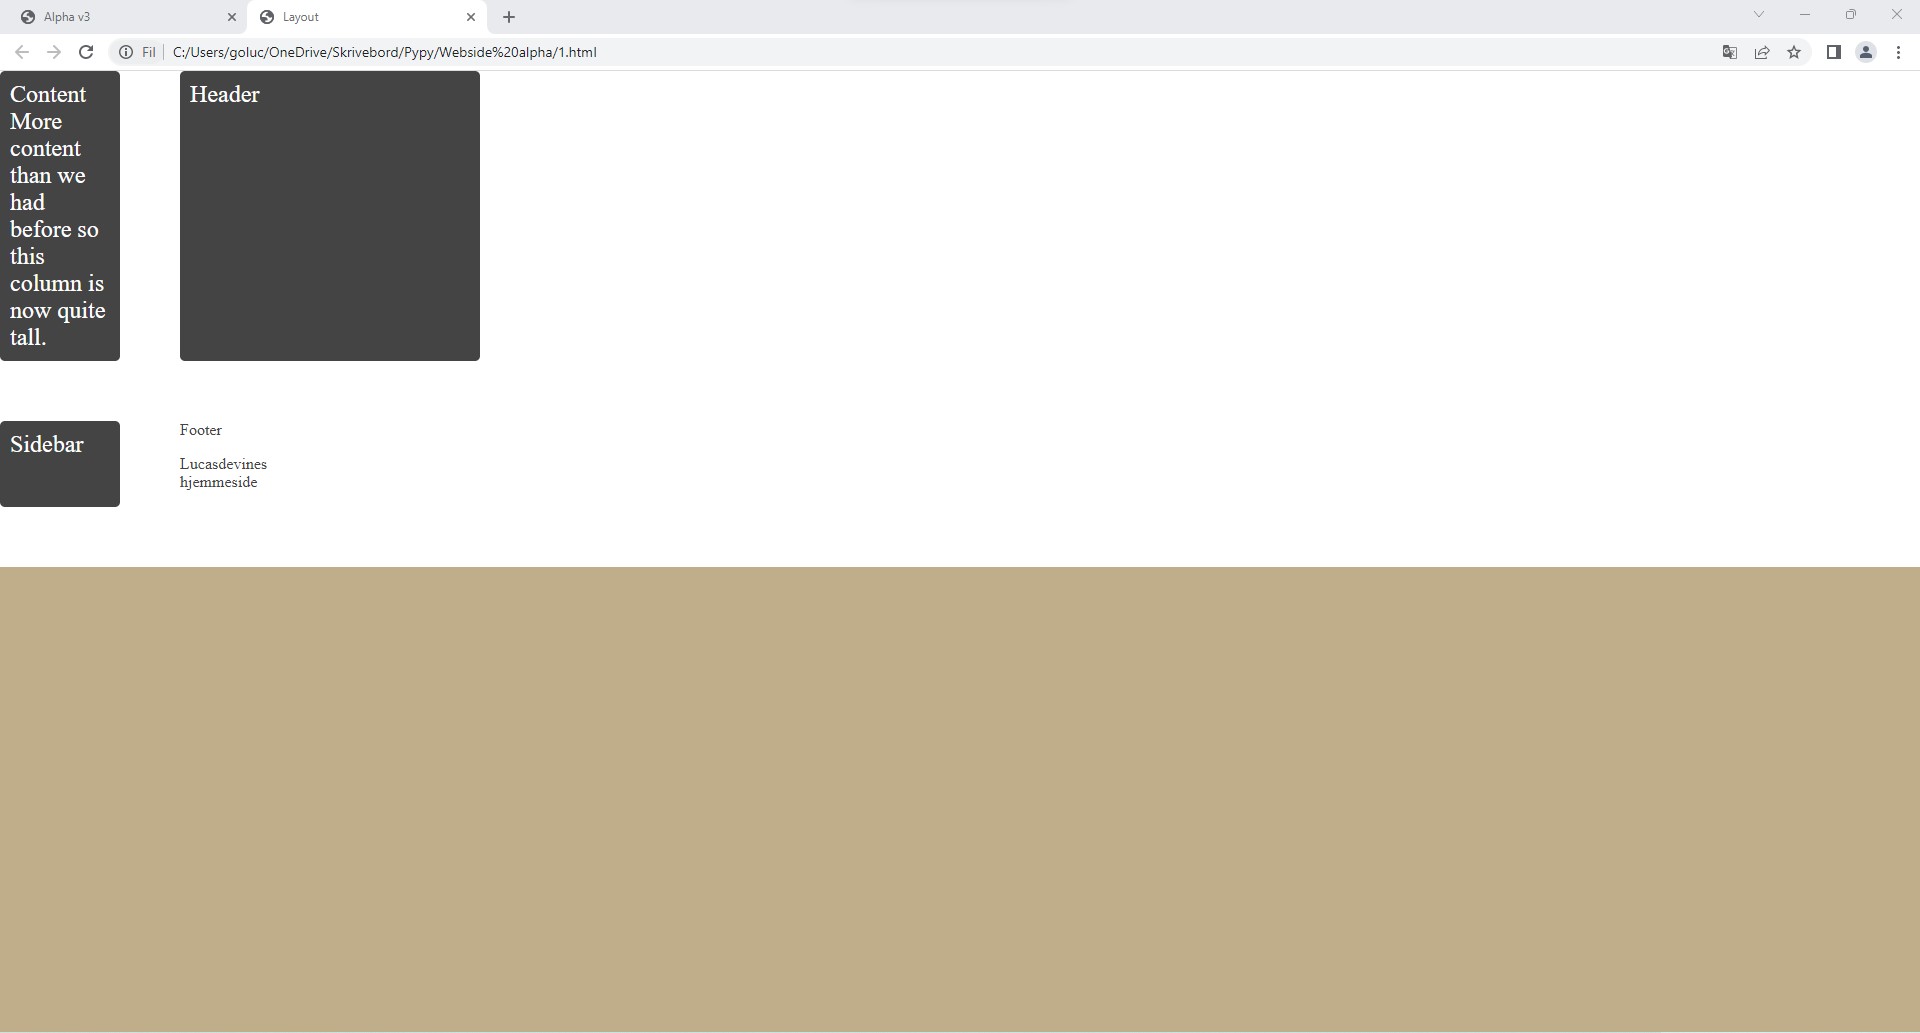 Alpha v3
Layout
Fil
C:/Users/goluc/OneDrive/Skrivebord/Pypy/Webside%20alpha/1.html
Content
More
content
than we
had
before so
this
column is
now quite
tall.
Header
Sidebar
Footer
Lucasdevines
hjemmeside